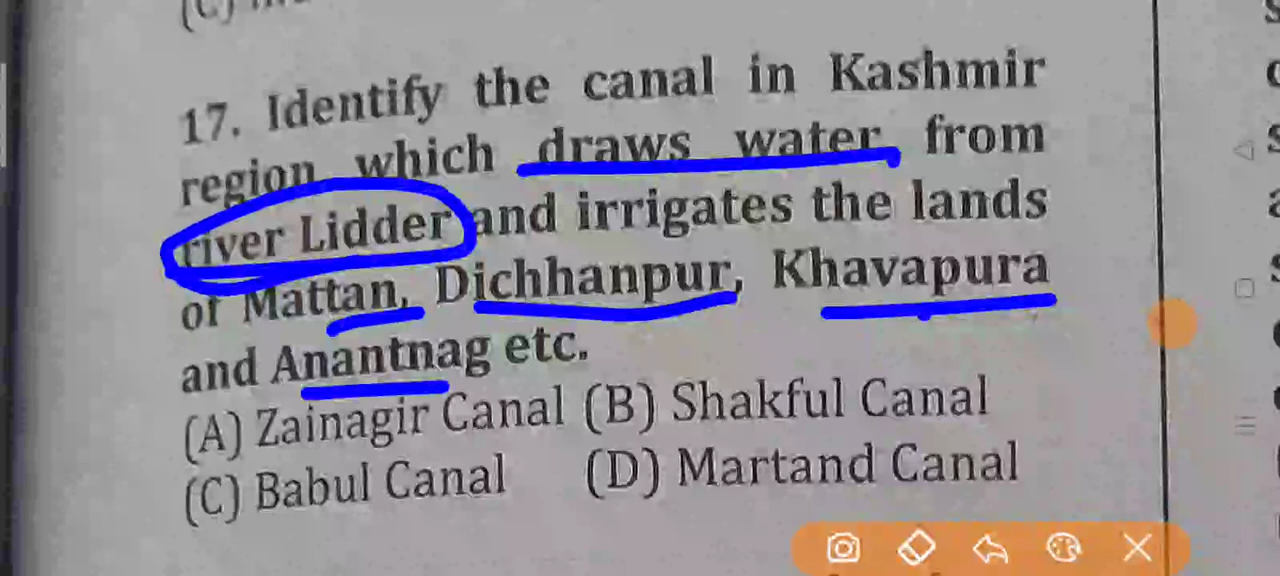 17. Identify the canal in Kashmir
region which draws water from
river Lidder and irrigates the lands
of Mattan, Dichhanpur, Khavapura
and Anantnag etc.
(A) Zainagir Canal (B) Shakful Canal
(C) Babul Canal (D) Martand Canal